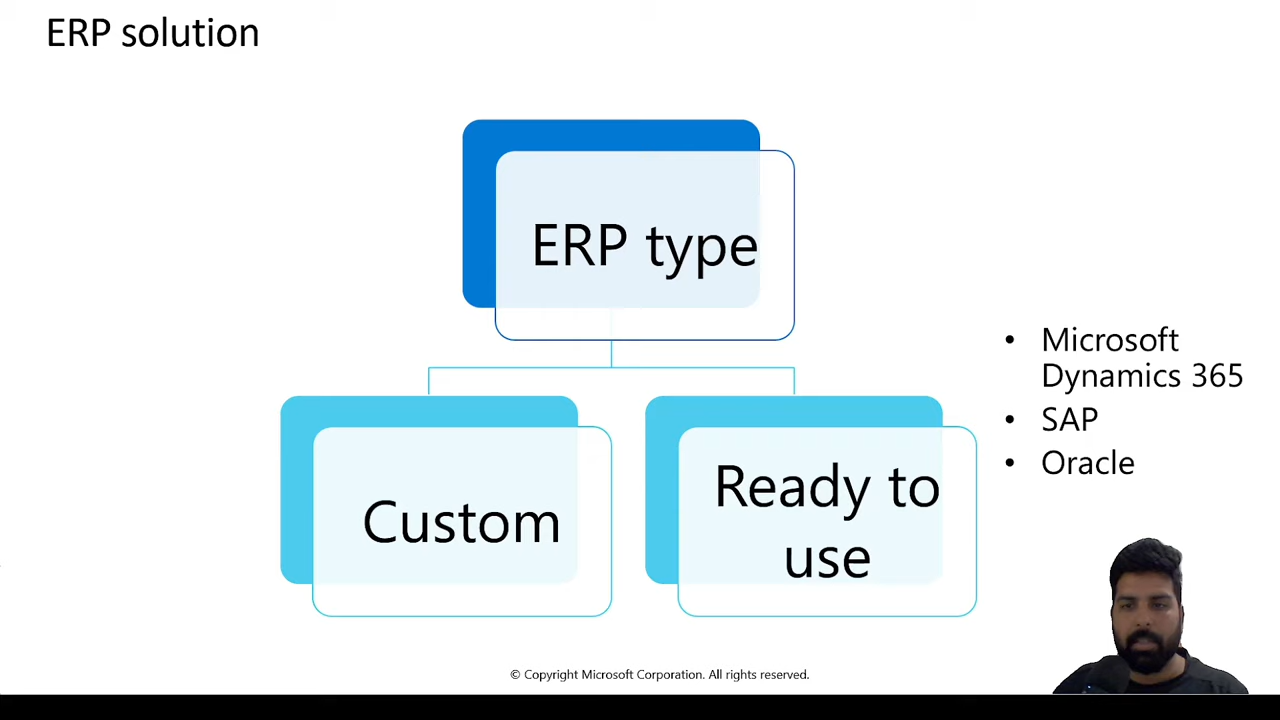 ERP solution
ERP type
Custom
Ready to
use
• Microsoft
Dynamics 365
• SAP
• Oracle
© Copyright Microsoft Corporation. All rights reserved.